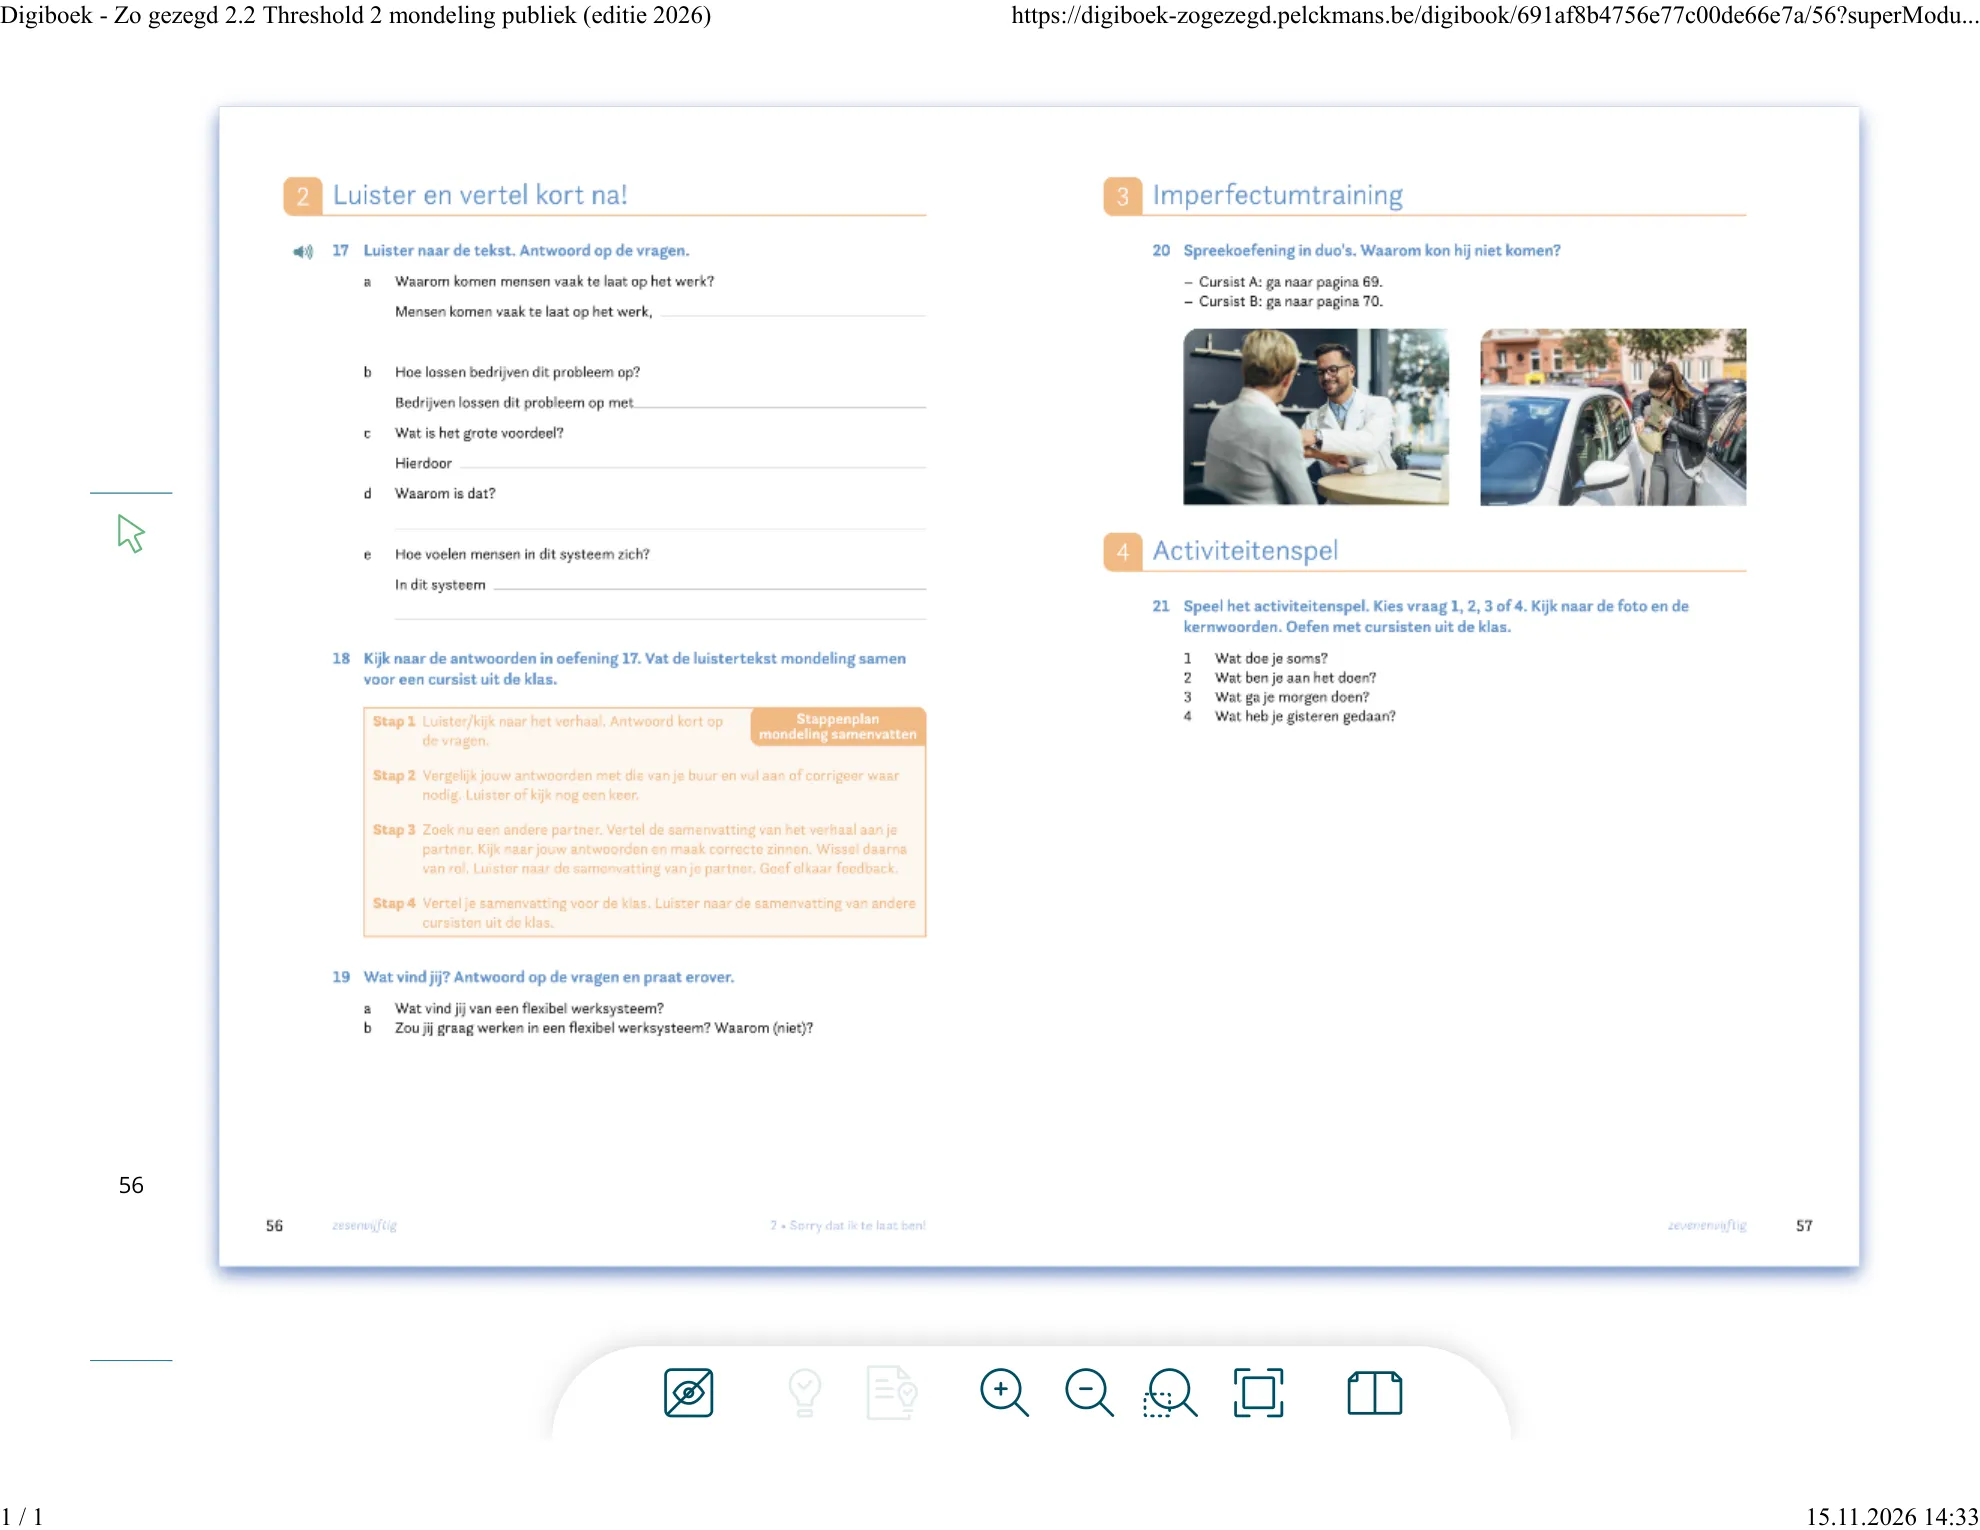 Digiboek - Zo gezegd 2.2 Threshold 2 mondeling publiek (editie 2026)
https://digiboek-zogezegd.pelckmans.be/digibook/691af8b4756e77c00de66e7a/56?superModu...
2 Luister en vertel kort na!
17 Luister naar de tekst. Antwoord op de vragen.
a Waarom komen mensen vaak te laat op het werk?
Mensen komen vaak te laat op het werk,
b Hoe lossen bedrijven dit probleem op?
Bedrijven lossen dit probleem op met
c Wat is het grote voordeel?
Hierdoor
d Waarom is dat?
e Hoe voelen mensen in dit systeem zich?
In dit systeem
18 Kijk naar de antwoorden in oefening 17. Vat de luistertekst mondeling samen
voor een cursist uit de klas.
Stappenplan
mondeling samenvatten
Stap 1 Luister/kijk naar het verhaal. Antwoord kort op
de vragen.
Stap 2 Vergelijk jouw antwoorden met die van je buur en vul aan of corrigeer waar
nodig. Luister of kijk nog een keer.
Stap 3 Zoek nu een andere partner. Vertel de samenvatting van het verhaal aan je
partner. Kijk naar jouw antwoorden en maak correcte zinnen. Wissel daarna
van rol. Luister naar de samenvatting van je partner. Geef elkaar feedback.
Stap 4 Vertel je samenvatting voor de klas. Luister naar de samenvatting van andere
cursisten uit de klas.
19 Wat vind jij? Antwoord op de vragen en praat erover.
a Wat vind jij van een flexibel werksysteem?
b Zou jij graag werken in een flexibel werksysteem? Waarom (niet)?
56 zesenvijftig
2 • Sorry dat ik te laat ben!
3 Imperfectumtraining
20 Spreekoefening in duo's. Waarom kon hij niet komen?
– Cursist A: ga naar pagina 69.
– Cursist B: ga naar pagina 70.
4 Activiteitenspel
21 Speel het activiteitenspel. Kies vraag 1, 2, 3 of 4. Kijk naar de foto en de
kernwoorden. Oefen met cursisten uit de klas.
1 Wat doe je soms?
2 Wat ben je aan het doen?
3 Wat ga je morgen doen?
4 Wat heb je gisteren gedaan?
zevenenvijftig 57
56
1 / 1
15.11.2026 14:33